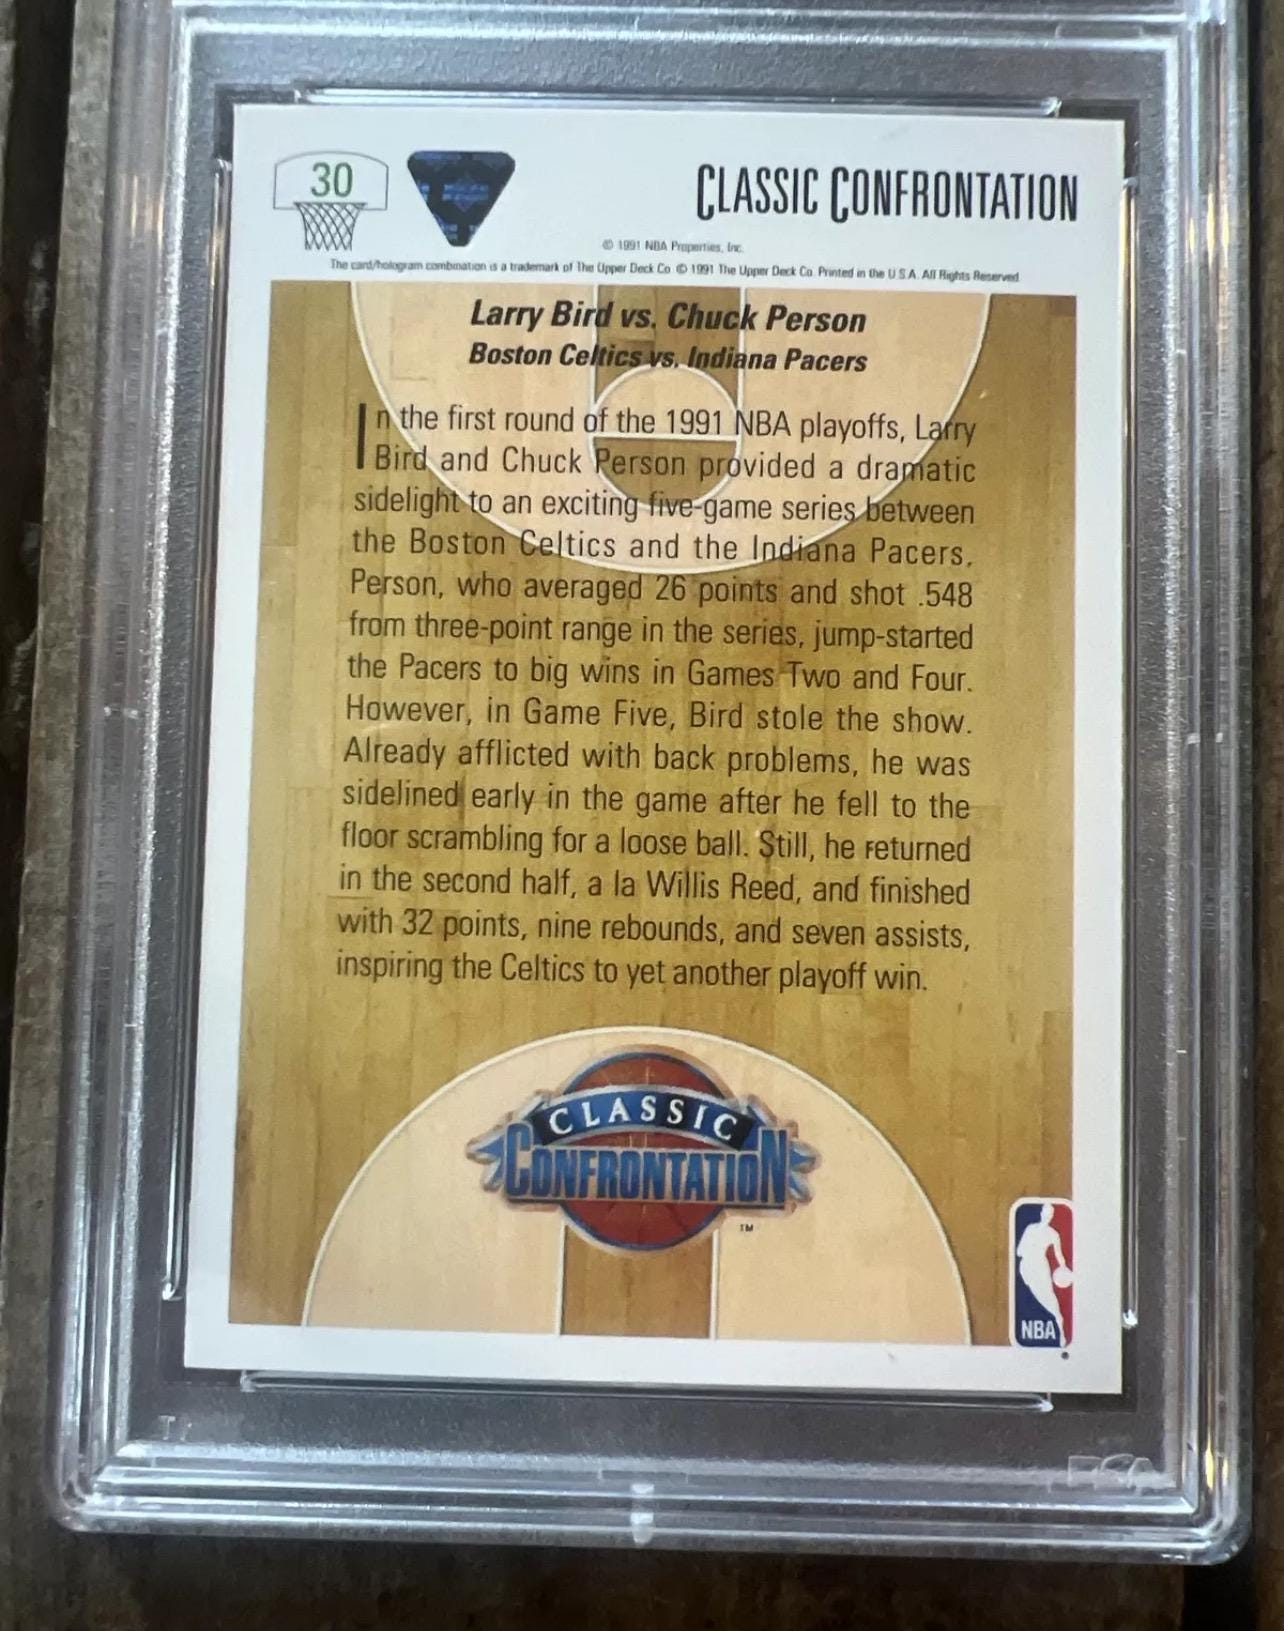 30
CLASSIC CONFRONTATION
© 1991 NBA Properties, Inc.
The card/hologram combination is a trademark of The Upper Deck Co. © 1991 The Upper Deck Co. Printed in the U.S.A. All Rights Reserved.
Larry Bird vs. Chuck Person
Boston Celtics vs. Indiana Pacers
In the first round of the 1991 NBA playoffs, Larry
Bird and Chuck Person provided a dramatic
sidelight to an exciting five-game series between
the Boston Celtics and the Indiana Pacers.
Person, who averaged 26 points and shot .548
from three-point range in the series, jump-started
the Pacers to big wins in Games Two and Four.
However, in Game Five, Bird stole the show.
Already afflicted with back problems, he was
sidelined early in the game after he fell to the
floor scrambling for a loose ball. Still, he returned
in the second half, a la Willis Reed, and finished
with 32 points, nine rebounds, and seven assists,
inspiring the Celtics to yet another playoff win.
CLASSIC
CONFRONTATION
TM
NBA
®
PSA